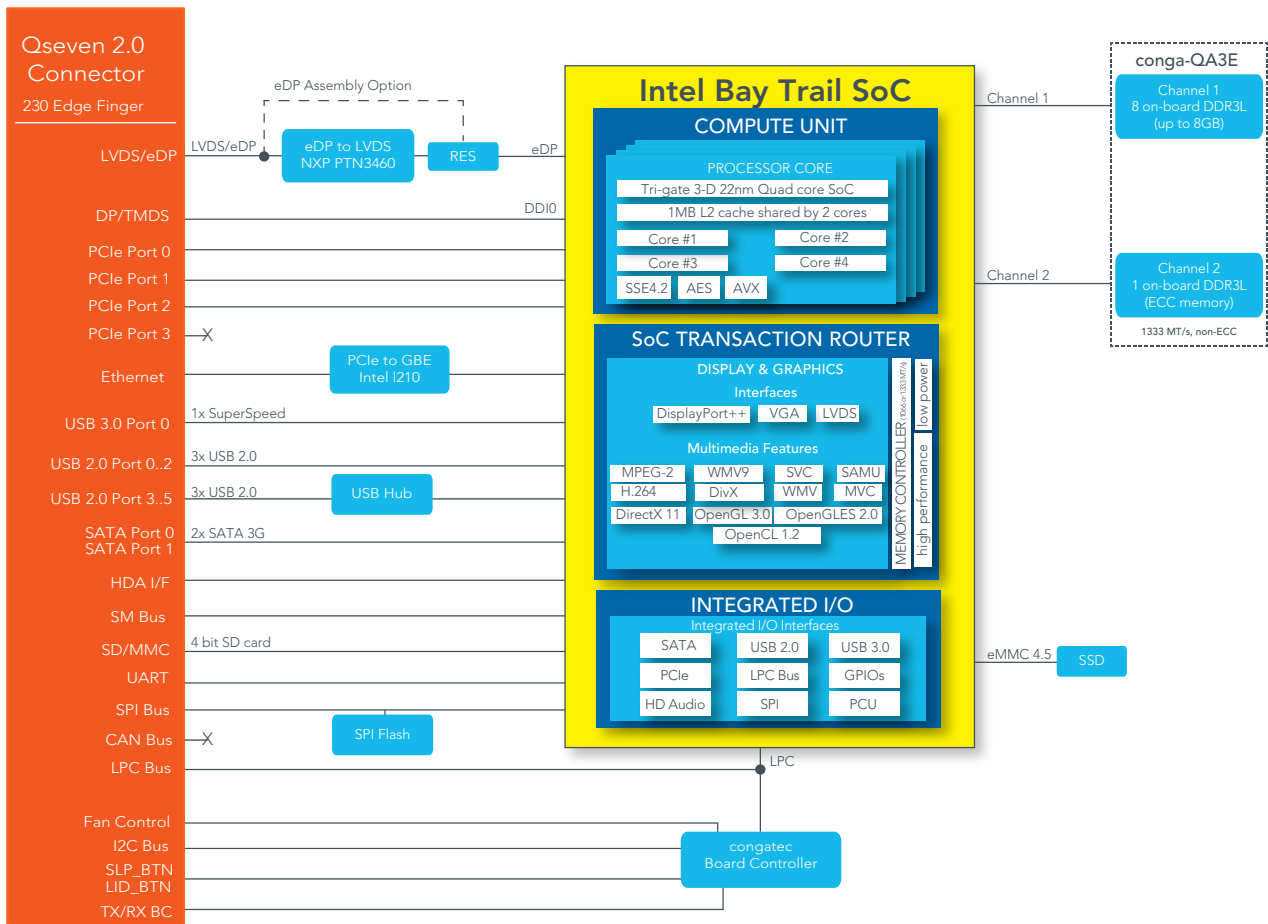 Qseven 2.0
Connector
230 Edge Finger
LVDS/eDP
DP/TMDS
PCIe Port 0
PCIe Port 1
PCIe Port 2
PCIe Port 3
Ethernet
USB 3.0 Port 0
USB 2.0 Port 0..2
USB 2.0 Port 3..5
SATA Port 0
SATA Port 1
HDA I/F
SM Bus
SD/MMC
UART
SPI Bus
CAN Bus
LPC Bus
Fan Control
I2C Bus
SLP_BTN
LID_BTN
TX/RX BC
eDP Assembly Option
LVDS/eDP
eDP to LVDS
NXP PTN3460
RES
eDP
DDI0
X
PCIe to GBE
Intel I210
1x SuperSpeed
3x USB 2.0
3x USB 2.0
USB Hub
2x SATA 3G
4 bit SD card
SPI Flash
X
Intel Bay Trail SoC
COMPUTE UNIT
PROCESSOR CORE
Tri-gate 3-D 22nm Quad core SoC
1MB L2 cache shared by 2 cores
Core #1 Core #2
Core #3 Core #4
SSE4.2 AES AVX
SoC TRANSACTION ROUTER
DISPLAY & GRAPHICS
Interfaces
DisplayPort++ VGA LVDS
Multimedia Features
MPEG-2 WMV9 SVC SAMU
H.264 DivX WMV MVC
DirectX 11 OpenGL 3.0 OpenGLES 2.0
OpenCL 1.2
MEMORY CONTROLLER (1066 or 1333 MT/s)
low power
high performance
INTEGRATED I/O
Integrated I/O Interfaces
SATA USB 2.0 USB 3.0
PCIe LPC Bus GPIOs
HD Audio SPI PCU
LPC
congatec
Board Controller
Channel 1
Channel 2
eMMC 4.5
SSD
conga-QA3E
Channel 1
8 on-board DDR3L
(up to 8GB)
Channel 2
1 on-board DDR3L
(ECC memory)
1333 MT/s, non-ECC